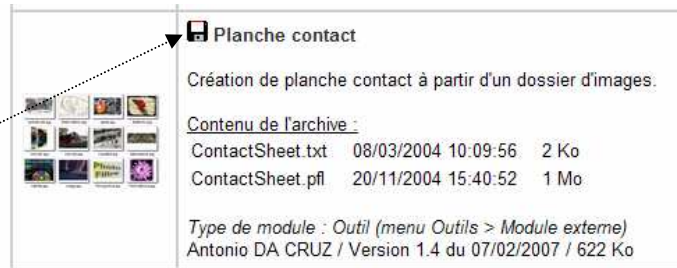 Planche contact
Création de planche contact à partir d'un dossier d'images.
Contenu de l'archive :
ContactSheet.txt 08/03/2004 10:09:56 2 Ko
ContactSheet.pfl 20/11/2004 15:40:52 1 Mo
Type de module : Outil (menu Outils > Module externe)
Antonio DA CRUZ / Version 1.4 du 07/02/2007 / 622 Ko